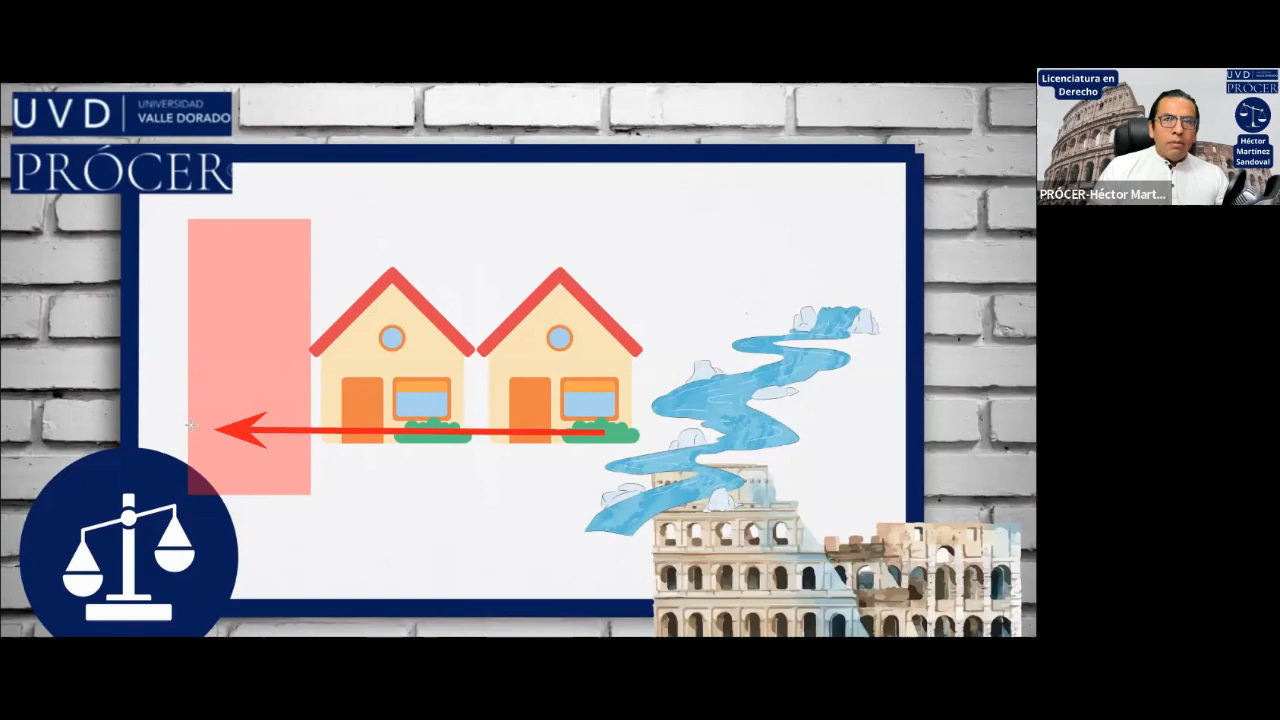 UVD
UNIVERSIDAD
VALLE DORADO
PRÓCER
Licenciatura en
Derecho
UVD
PRÓCER
Héctor
Martínez
Sandoval
PRÓCER-Héctor Mart...